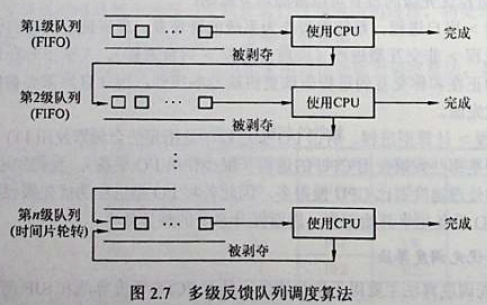 第1级队列
(FIFO)
使用CPU
完成
被剥夺
第2级队列
(FIFO)
使用CPU
完成
被剥夺
第n级队列
(时间片轮转)
使用CPU
完成
被剥夺
图 2.7 多级反馈队列调度算法